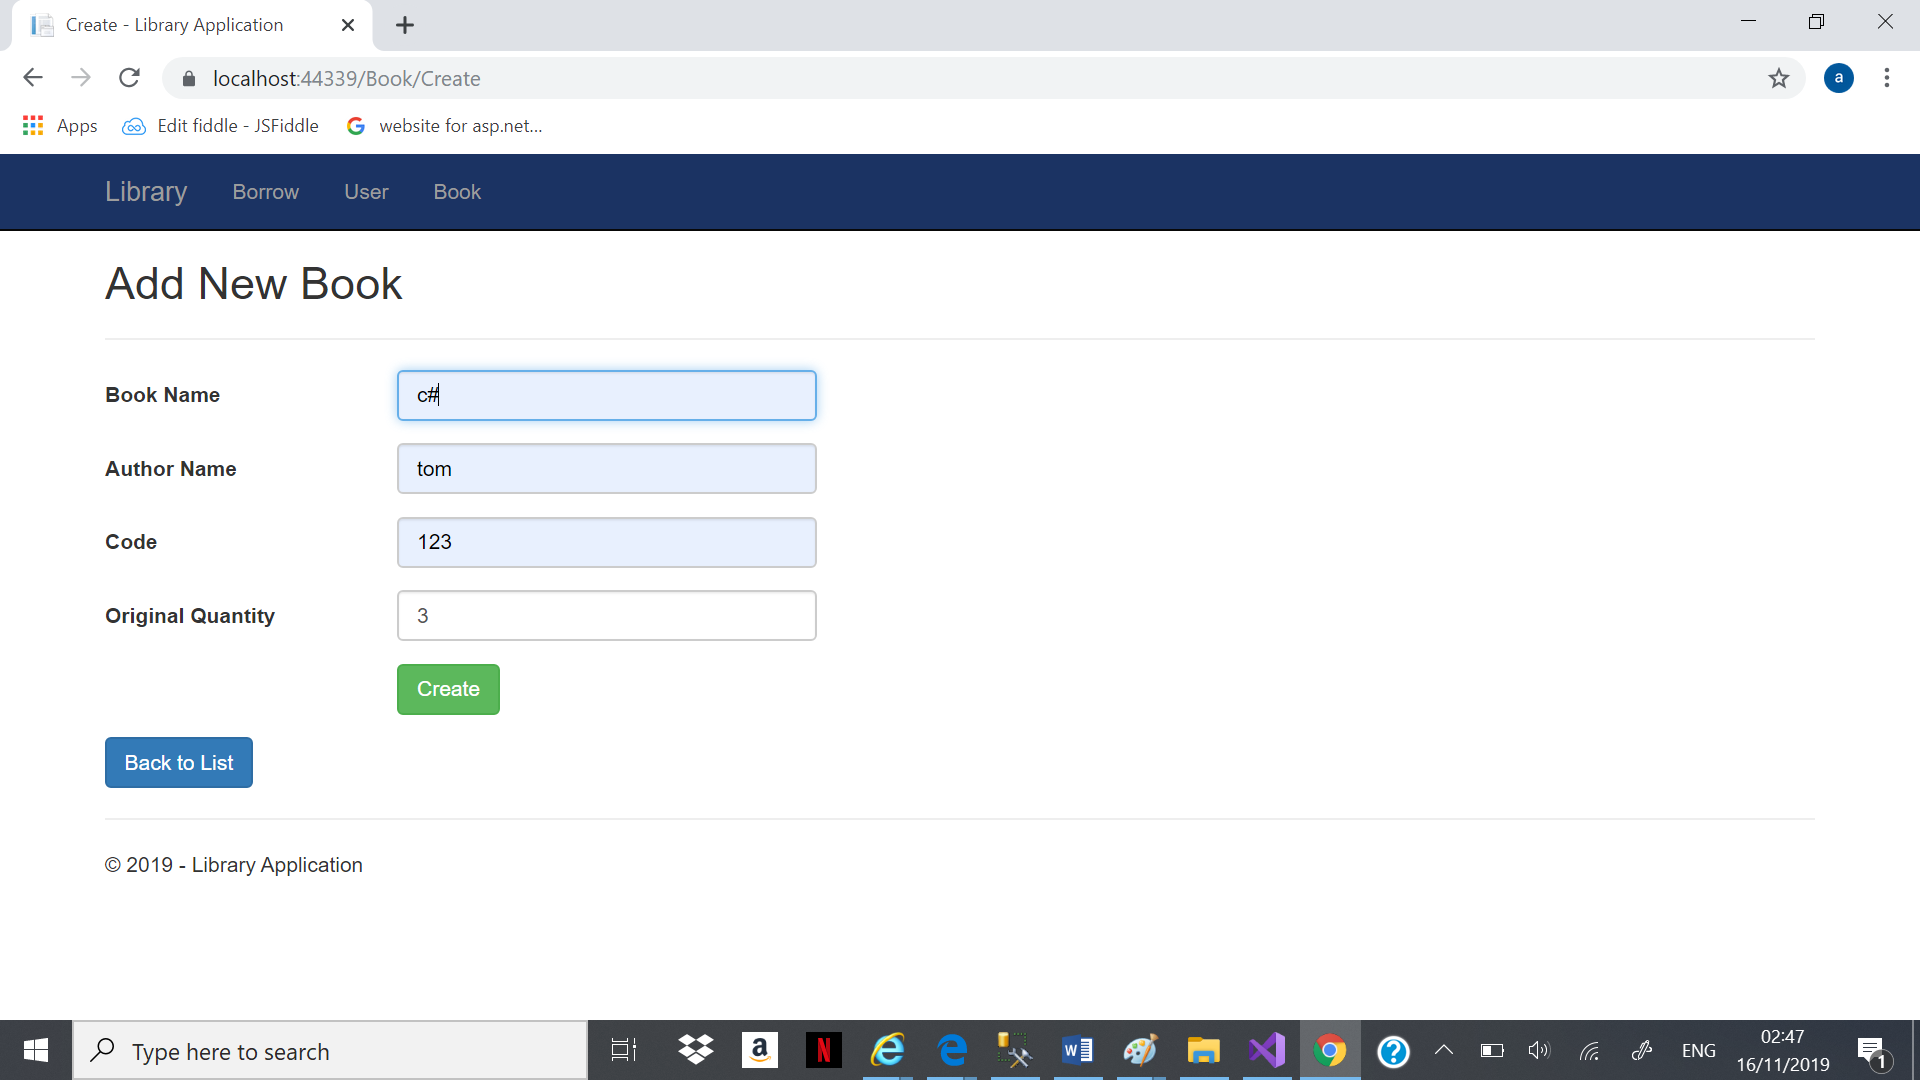 Create - Library Application
localhost:44339/Book/Create
a
Apps Edit fiddle - JSFiddle website for asp.net...
Library Borrow User Book
Add New Book
Book Name c#
Author Name tom
Code 123
Original Quantity 3
Create
Back to List
© 2019 - Library Application
Type here to search
ENG
02:47
16/11/2019
1